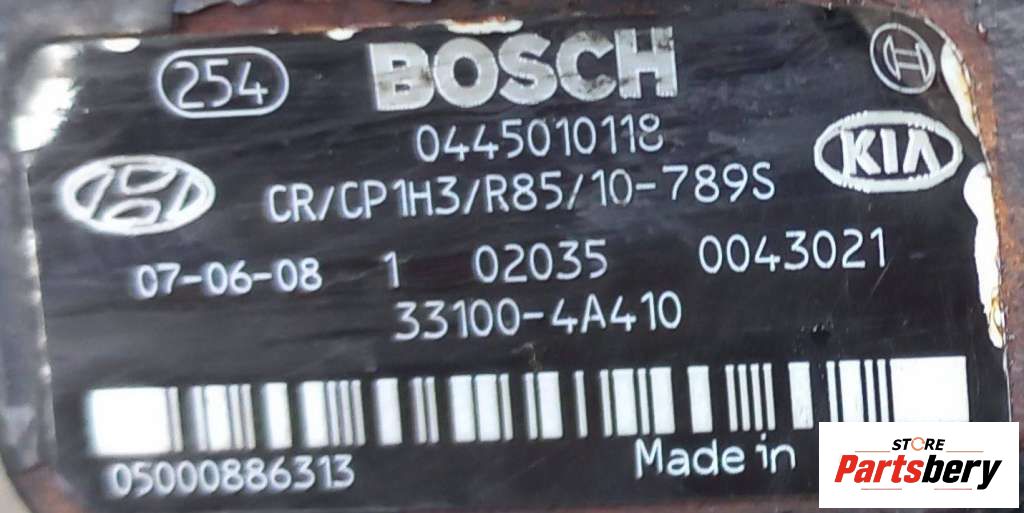 254 BOSCH
0445010118
KIA
CR/CP1H3/R85/10-789S
07-06-08 1 02035 0043021
33100-4A410
05000886313 Made in
STORE
Partsbery